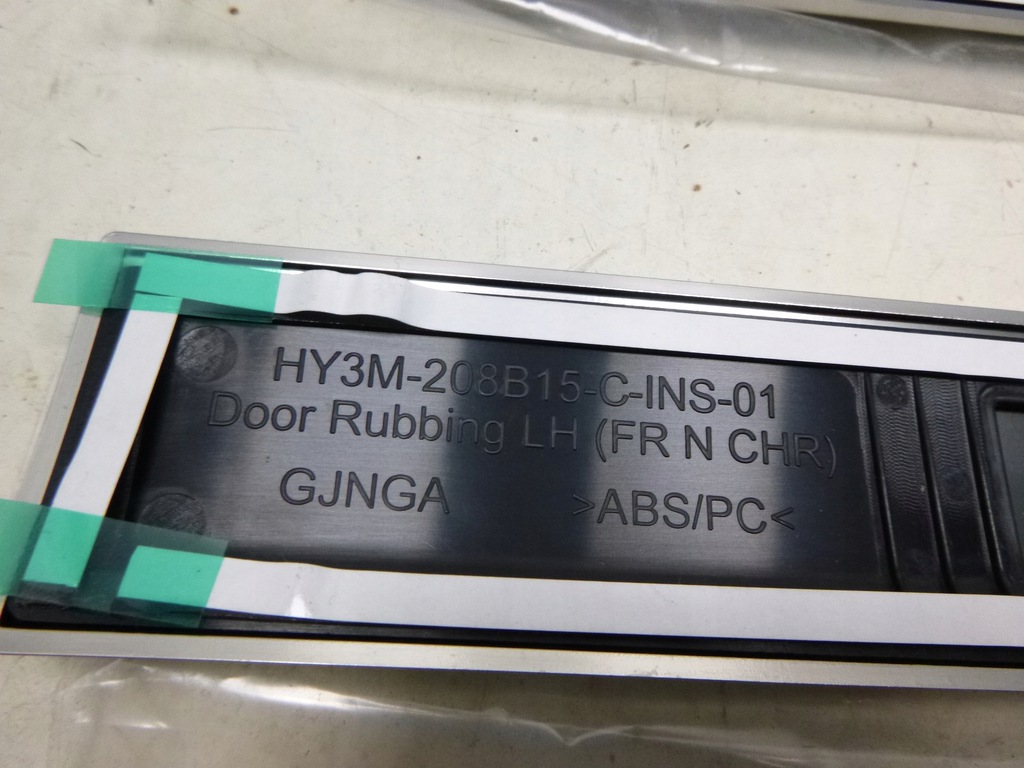 HY3M-208B15-C-INS-01
Door Rubbing LH (FR N CHR)
GJNGA >ABS/PC<